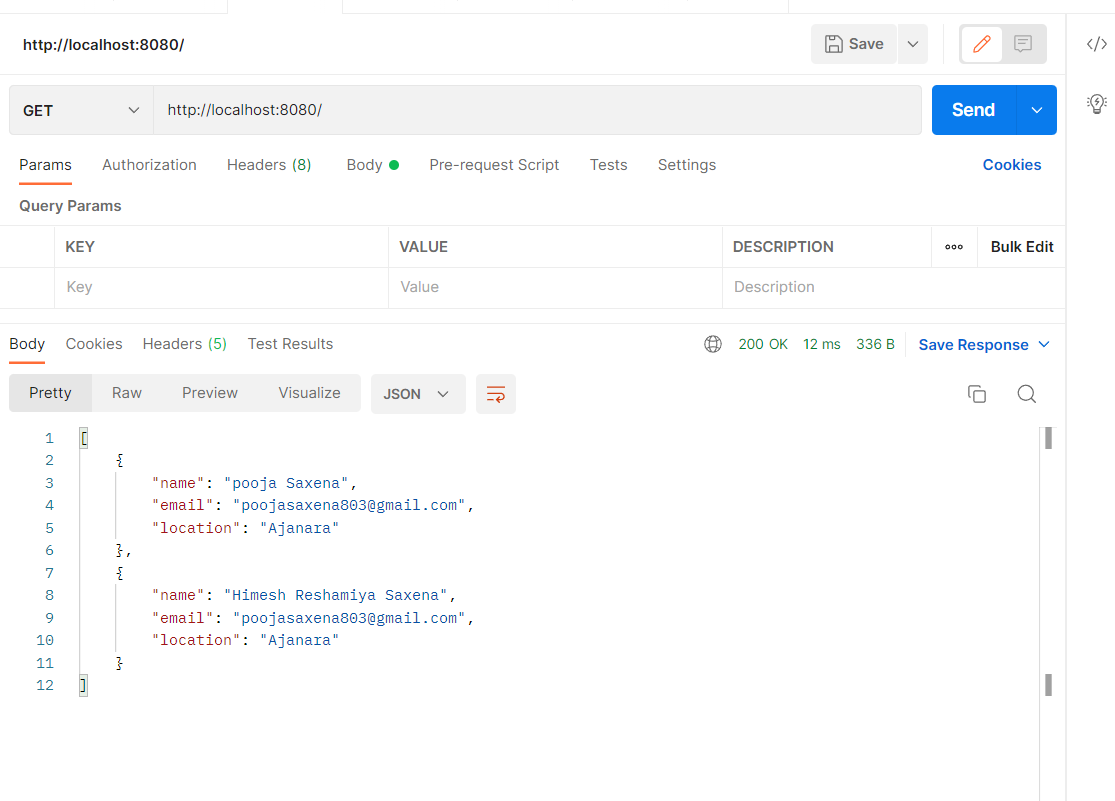 http://localhost:8080/ Save
GET http://localhost:8080/ Send
Params Authorization Headers (8) Body Pre-request Script Tests Settings Cookies
Query Params
KEY VALUE DESCRIPTION Bulk Edit
Key Value Description
Body Cookies Headers (5) Test Results 200 OK 12 ms 336 B Save Response
Pretty Raw Preview Visualize JSON
1 [
2 {
3 "name": "pooja Saxena",
4 "email": "poojasaxena803@gmail.com",
5 "location": "Ajanara"
6 },
7 {
8 "name": "Himesh Reshamiya Saxena",
9 "email": "poojasaxena803@gmail.com",
10 "location": "Ajanara"
11 }
12 ]